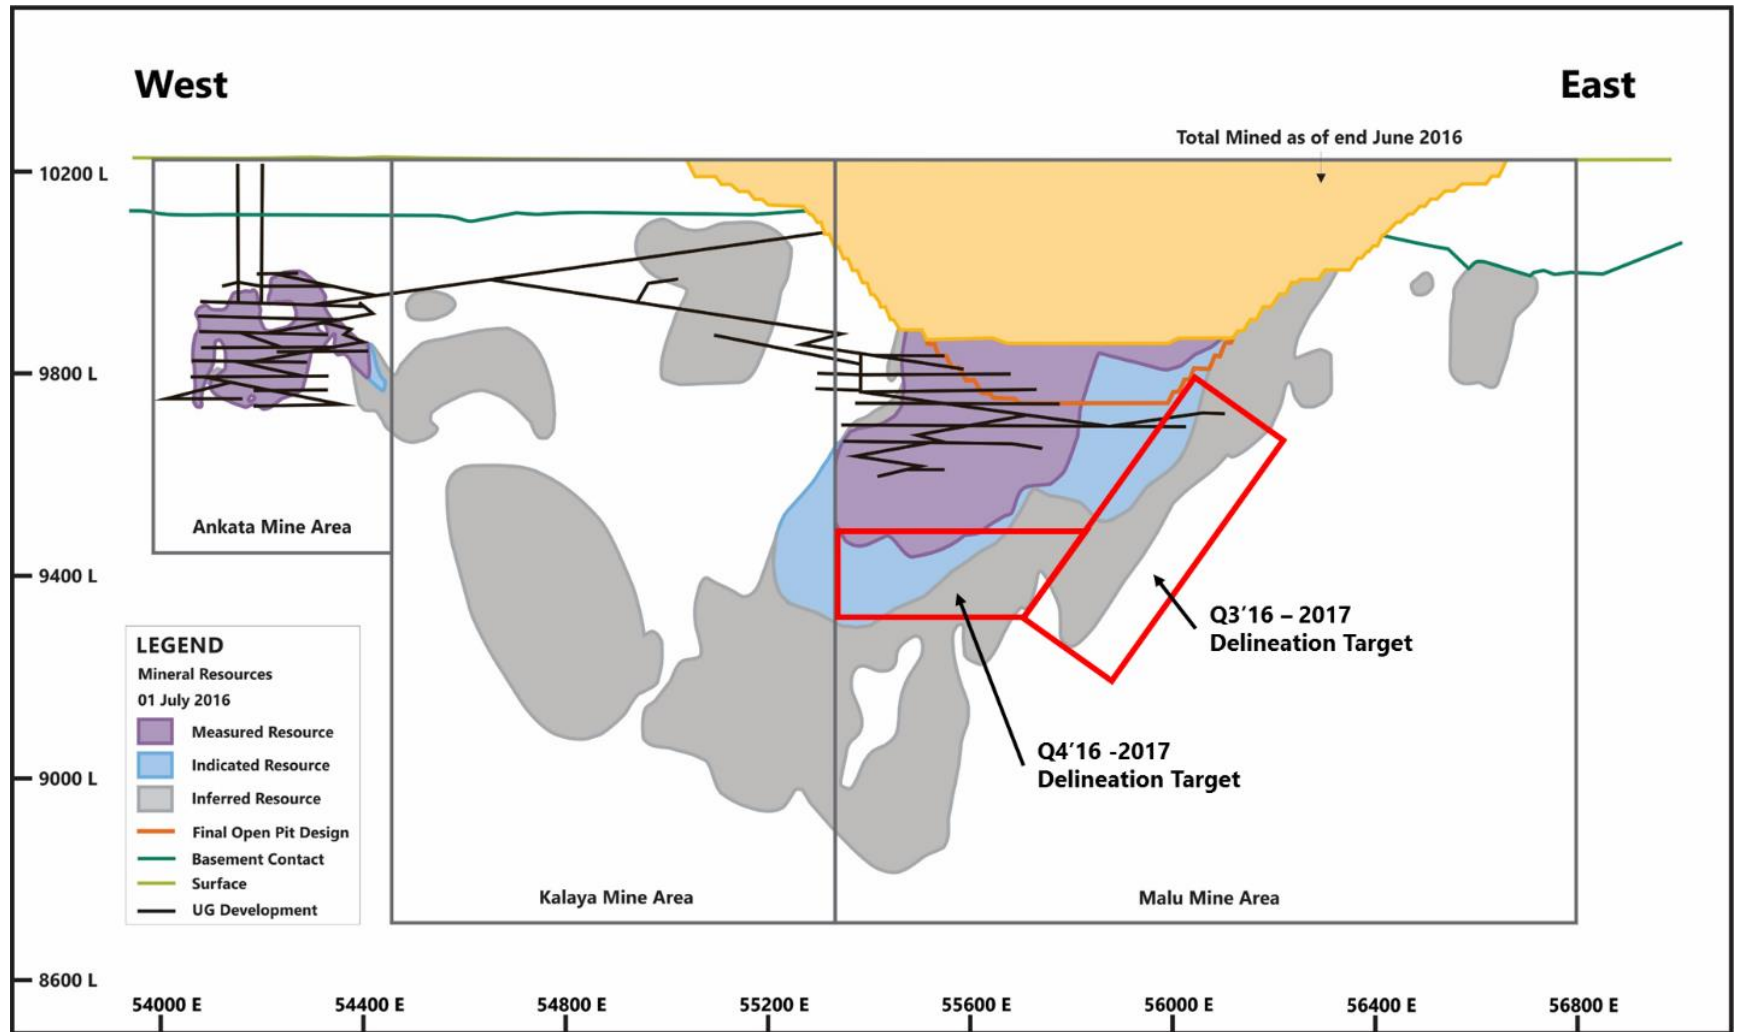 West
East
Total Mined as of end June 2016
10200 L
9800 L
9400 L
9000 L
8600 L
Ankata Mine Area
Q3’16 – 2017
Delineation Target
Q4’16 -2017
Delineation Target
LEGEND
Mineral Resources
01 July 2016
Measured Resource
Indicated Resource
Inferred Resource
Final Open Pit Design
Basement Contact
Surface
UG Development
Kalaya Mine Area
Malu Mine Area
54000 E
54400 E
54800 E
55200 E
55600 E
56000 E
56400 E
56800 E